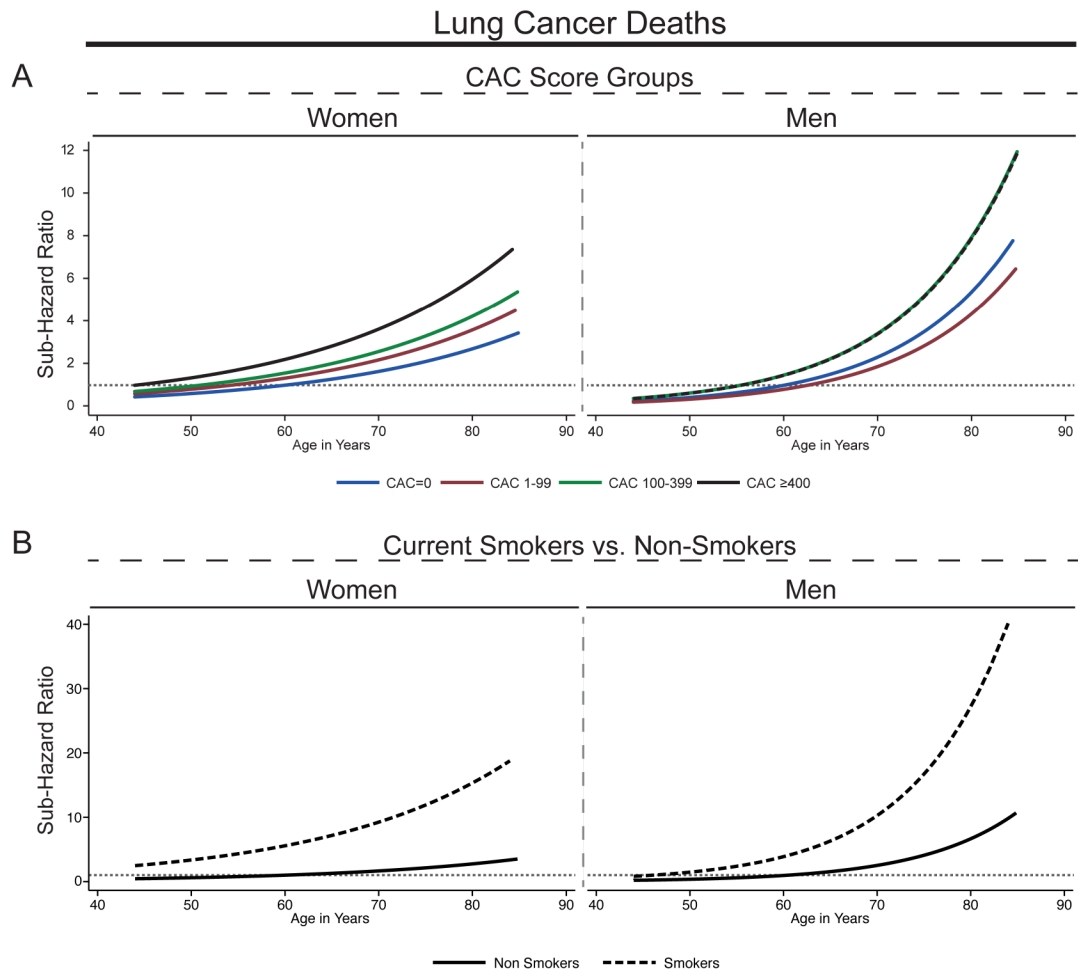 Lung Cancer Deaths
A
CAC Score Groups
Women
Men
Sub-Hazard Ratio
12
10
8
6
4
2
0
40 50 60 70 80 90
40 50 60 70 80 90
Age in Years
Age in Years
CAC=0 CAC 1-99 CAC 100-399 CAC ≥400
B
Current Smokers vs. Non-Smokers
Women
Men
Sub-Hazard Ratio
40
30
20
10
0
40 50 60 70 80 90
40 50 60 70 80 90
Age in Years
Age in Years
Non Smokers Smokers